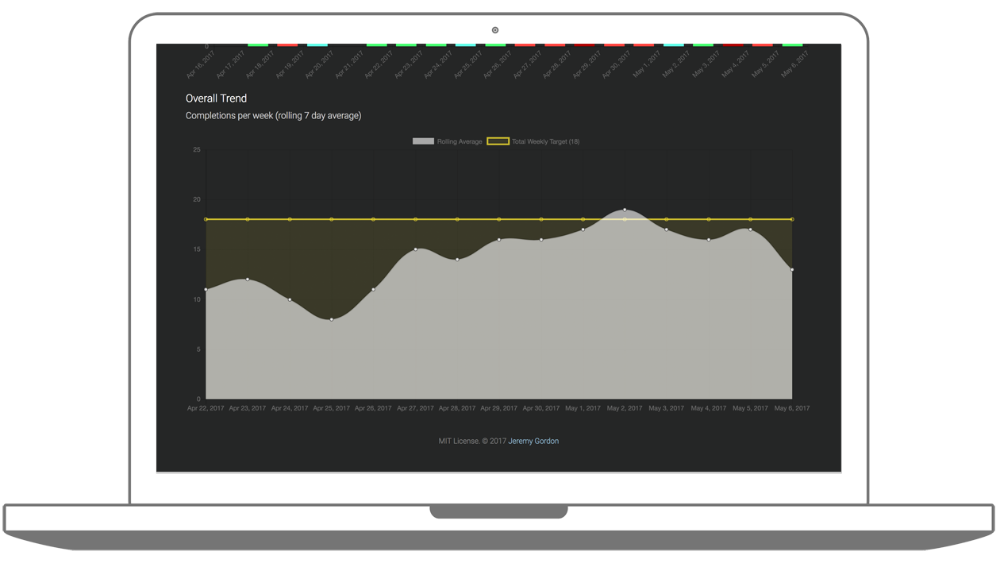 0
Apr 16, 2017 Apr 17, 2017 Apr 18, 2017 Apr 19, 2017 Apr 20, 2017 Apr 21, 2017 Apr 22, 2017 Apr 23, 2017 Apr 24, 2017 Apr 25, 2017 Apr 26, 2017 Apr 27, 2017 Apr 28, 2017 Apr 29, 2017 Apr 30, 2017 May 1, 2017 May 2, 2017 May 3, 2017 May 4, 2017 May 5, 2017 May 6, 2017
Overall Trend
Completions per week (rolling 7 day average)
Rolling Average Total Weekly Target (18)
25
20
15
10
5
0
Apr 22, 2017 Apr 23, 2017 Apr 24, 2017 Apr 25, 2017 Apr 26, 2017 Apr 27, 2017 Apr 28, 2017 Apr 29, 2017 Apr 30, 2017 May 1, 2017 May 2, 2017 May 3, 2017 May 4, 2017 May 5, 2017 May 6, 2017
MIT License. © 2017 Jeremy Gordon